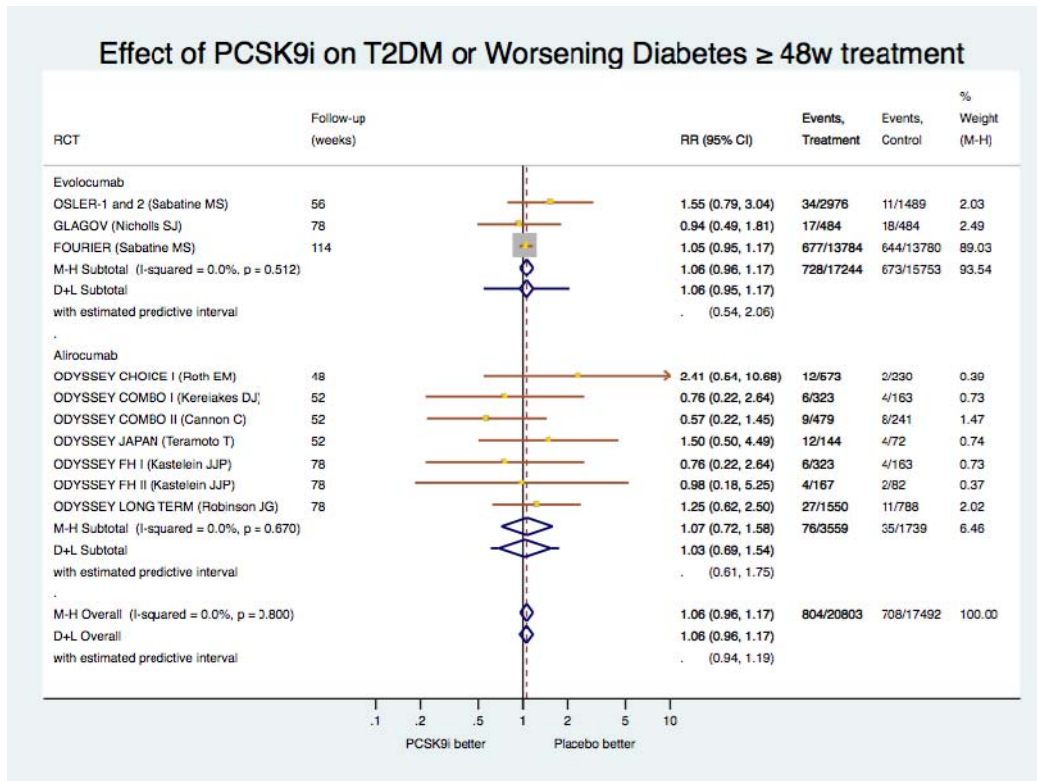 Effect of PCSK9i on T2DM or Worsening Diabetes ≥ 48w treatment
%
Follow-up Events, Events, Weight
RCT (weeks) RR (95% CI) Treatment Control (M-H)
Evolocumab
OSLER-1 and 2 (Sabatine MS) 56 1.55 (0.79, 3.04) 34/2976 11/1489 2.03
GLAGOV (Nicholls SJ) 78 0.94 (0.49, 1.81) 17/484 18/484 2.49
FOURIER (Sabatine MS) 114 1.05 (0.95, 1.17) 677/13784 644/13780 89.03
M-H Subtotal (I-squared = 0.0%, p = 0.512) 1.06 (0.96, 1.17) 728/17244 673/15753 93.54
D+L Subtotal 1.06 (0.95, 1.17)
with estimated predictive interval . (0.54, 2.06)
.
Alirocumab
ODYSSEY CHOICE I (Roth EM) 48 2.41 (0.54, 10.68) 12/573 2/230 0.39
ODYSSEY COMBO I (Kereiakes DJ) 52 0.76 (0.22, 2.64) 6/323 4/163 0.73
ODYSSEY COMBO II (Cannon C) 52 0.57 (0.22, 1.45) 9/479 8/241 1.47
ODYSSEY JAPAN (Teramoto T) 52 1.50 (0.50, 4.49) 12/144 4/72 0.74
ODYSSEY FH I (Kastelein JJP) 78 0.76 (0.22, 2.64) 6/323 4/163 0.73
ODYSSEY FH II (Kastelein JJP) 78 0.98 (0.18, 5.25) 4/167 2/82 0.37
ODYSSEY LONG TERM (Robinson JG) 78 1.25 (0.62, 2.50) 27/1550 11/788 2.02
M-H Subtotal (I-squared = 0.0%, p = 0.670) 1.07 (0.72, 1.58) 76/3559 35/1739 6.46
D+L Subtotal 1.03 (0.69, 1.54)
with estimated predictive interval . (0.61, 1.75)
.
M-H Overall (I-squared = 0.0%, p = 0.800) 1.06 (0.96, 1.17) 804/20803 708/17492 100.00
D+L Overall 1.06 (0.96, 1.17)
with estimated predictive interval . (0.94, 1.19)
.1 .2 .5 1 2 5 10
PCSK9i better Placebo better